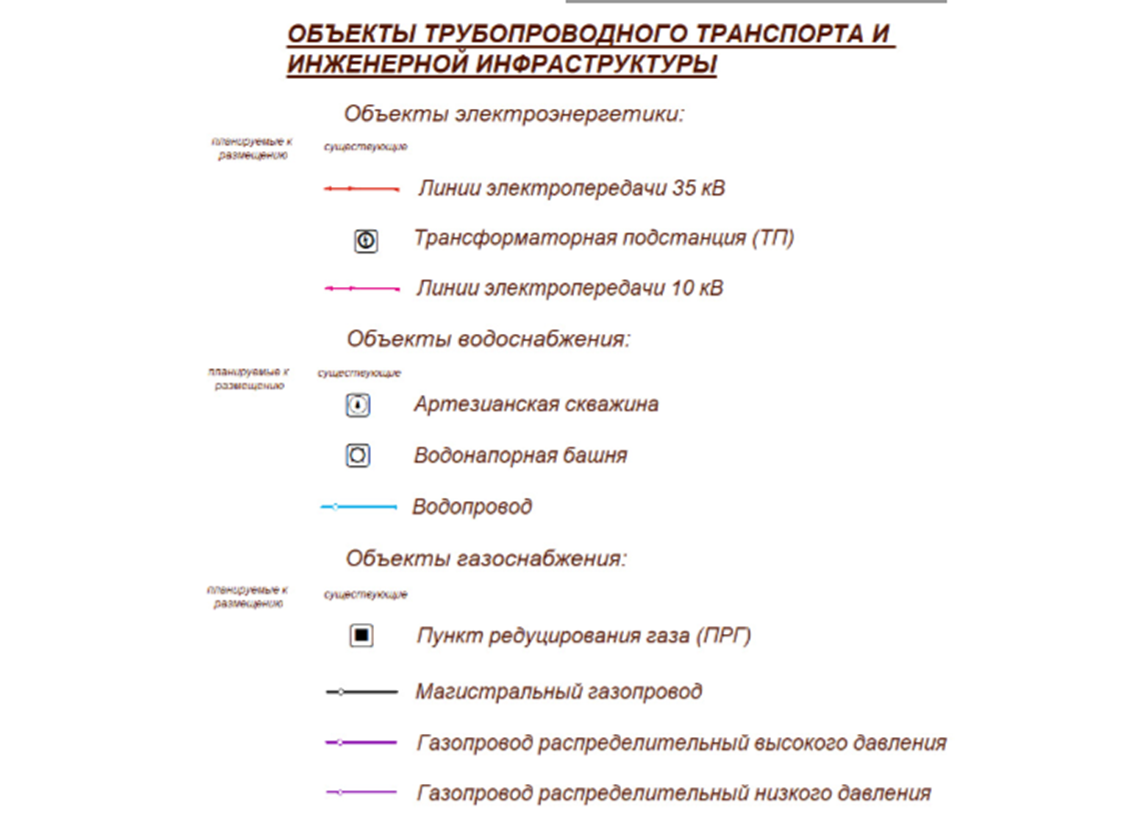 ОБЪЕКТЫ ТРУБОПРОВОДНОГО ТРАНСПОРТА И
ИНЖЕНЕРНОЙ ИНФРАСТРУКТУРЫ
Объекты электроэнергетики:
планируемые к
размещению
существующие
Линии электропередачи 35 кВ
Трансформаторная подстанция (ТП)
Линии электропередачи 10 кВ
Объекты водоснабжения:
планируемые к
размещению
существующие
Артезианская скважина
Водонапорная башня
Водопровод
Объекты газоснабжения:
планируемые к
размещению
существующие
Пункт редуцирования газа (ПРГ)
Магистральный газопровод
Газопровод распределительный высокого давления
Газопровод распределительный низкого давления